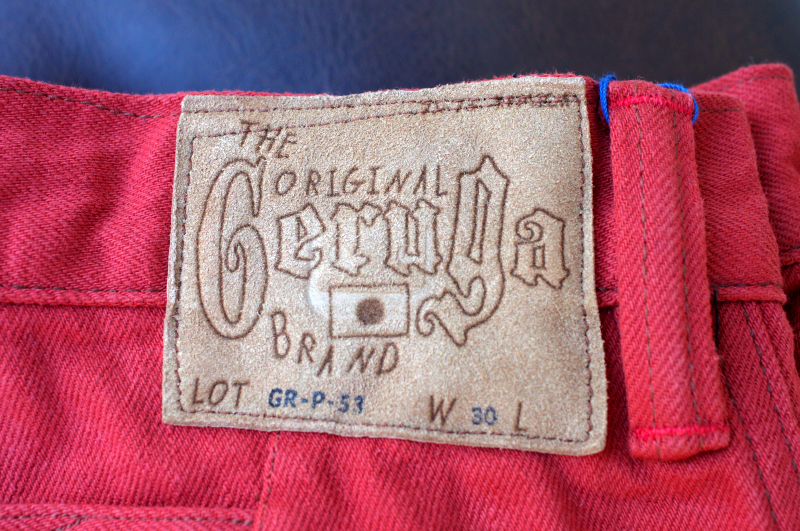 THE
ORIGINAL
Geruga
BRAND
LOT GR-P-53 W 30 L